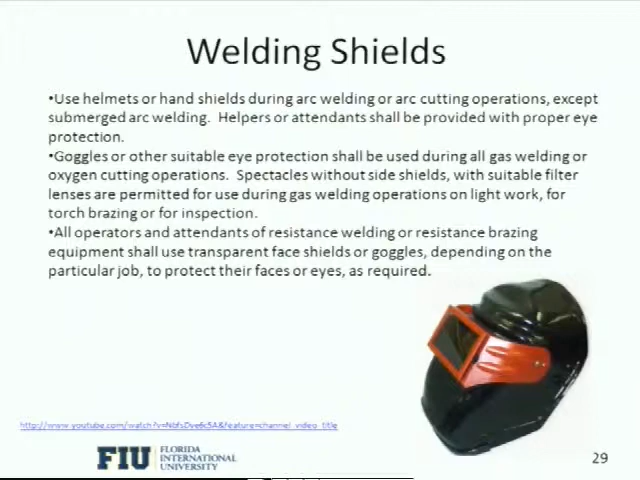 Welding Shields
•Use helmets or hand shields during arc welding or arc cutting operations, except
submerged arc welding.  Helpers or attendants shall be provided with proper eye
protection.
•Goggles or other suitable eye protection shall be used during all gas welding or
oxygen cutting operations.  Spectacles without side shields, with suitable filter
lenses are permitted for use during gas welding operations on light work, for
torch brazing or for inspection.
•All operators and attendants of resistance welding or resistance brazing
equipment shall use transparent face shields or goggles, depending on the
particular job, to protect their faces or eyes, as required.
FIU
FLORIDA
INTERNATIONAL
UNIVERSITY
29